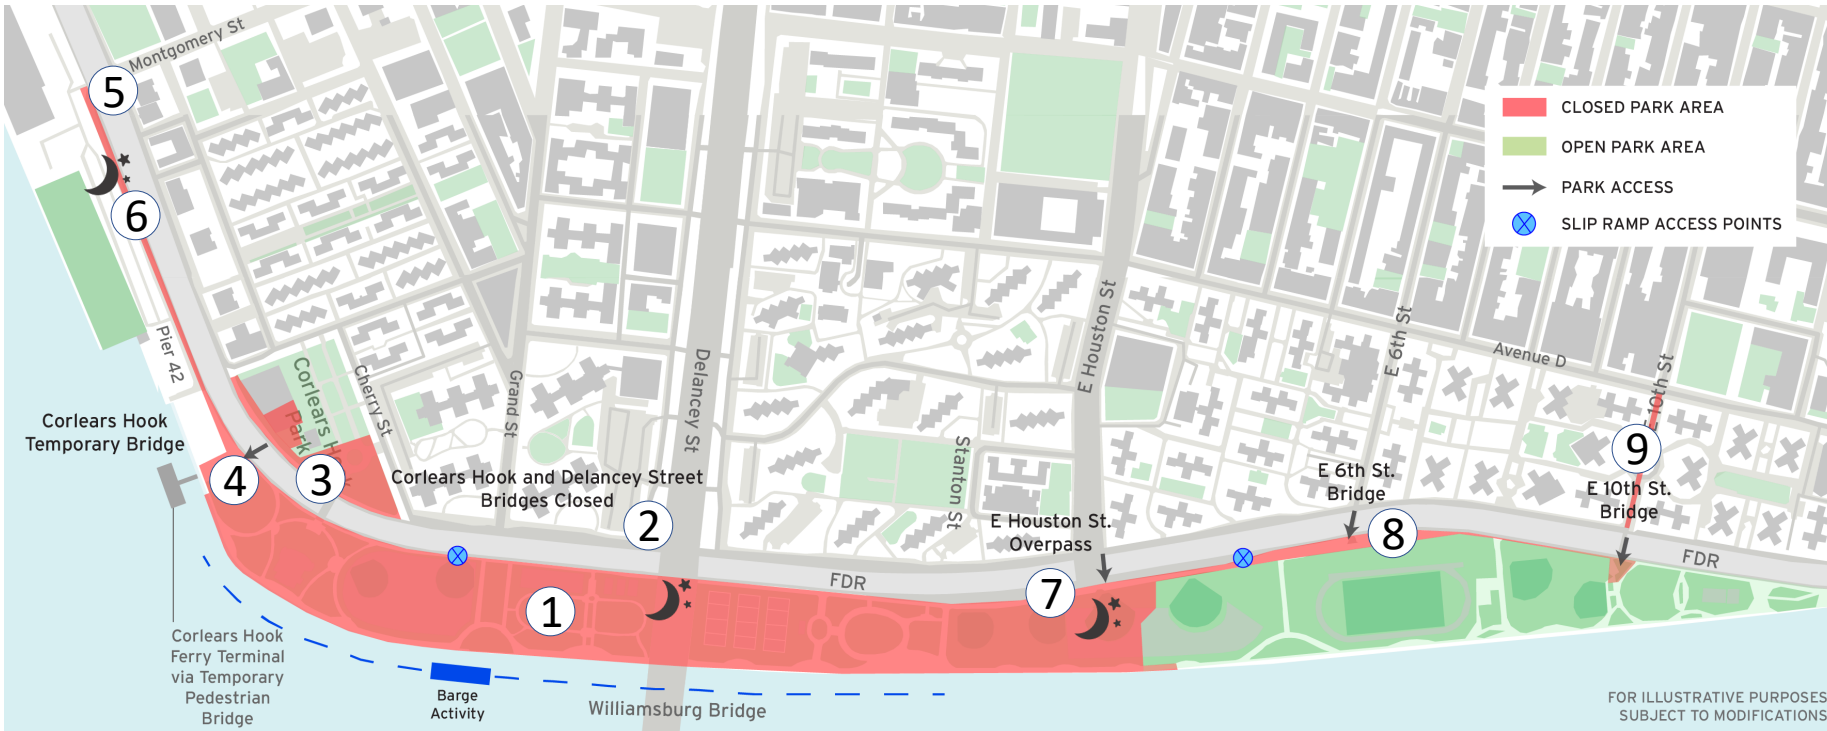 Montgomery St
5
6
Pier 42
Corlears Hook
Temporary Bridge
4
3
Corlears Hook
Park
Cherry St
Grand St
Delancey St
Corlears Hook and Delancey Street
Bridges Closed
2
1
Stanton St
E Houston St
E Houston St.
Overpass
7
FDR
E 6th St
E 6th St.
Bridge
8
Avenue D
E 10th St
9
E 10th St.
Bridge
FDR
CLOSED PARK AREA
OPEN PARK AREA
PARK ACCESS
SLIP RAMP ACCESS POINTS
Corlears Hook
Ferry Terminal
via Temporary
Pedestrian
Bridge
Barge
Activity
Williamsburg Bridge
FOR ILLUSTRATIVE PURPOSES
SUBJECT TO MODIFICATIONS